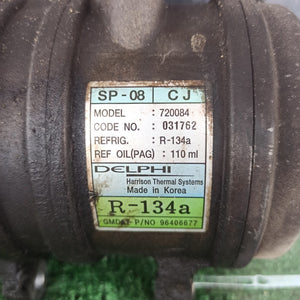 SP-08 CJ
MODEL : 720084
CODE NO. : 031762
REFRIG. : R-134a
REF OIL(PAG) : 110 ml
DELPHI
Harrison Thermal Systems
Made in Korea
R-134a
GMDAT P/NO 96406677